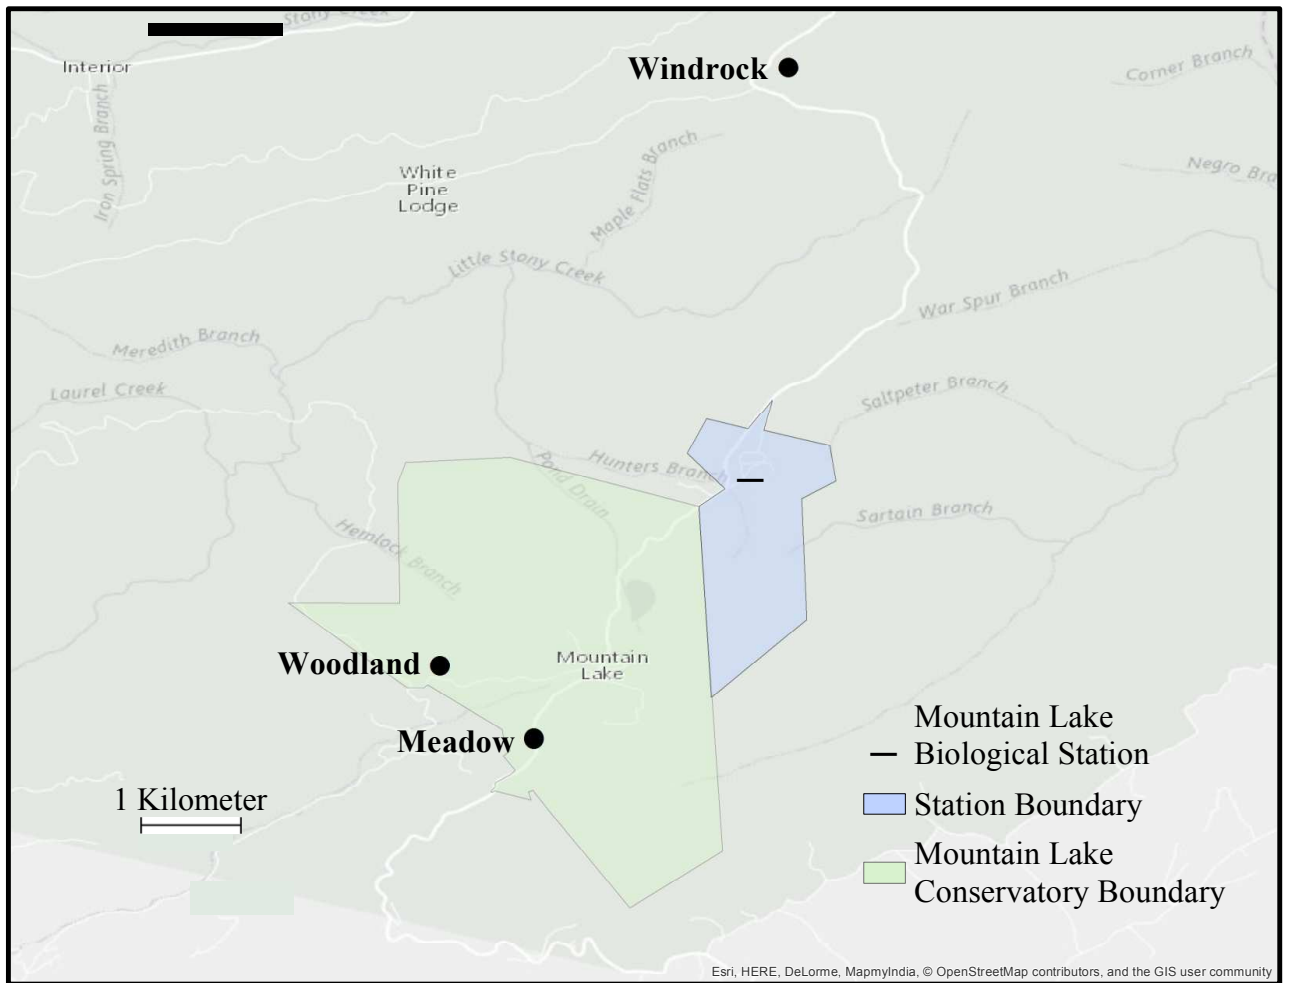 Stony Creek
Interior
Windrock
Corner Branch
Iron Spring Branch
White
Pine
Lodge
Maple Flats Branch
Negro Bra
Little Stony Creek
War Spur Branch
Meredith Branch
Laurel Creek
Saltpeter Branch
Hunters Branch
Pond Drain
Sartain Branch
Hemlock Branch
Woodland
Mountain
Lake
Meadow
Mountain Lake
Biological Station
1 Kilometer
Station Boundary
Mountain Lake
Conservatory Boundary
Esri, HERE, DeLorme, MapmyIndia, © OpenStreetMap contributors, and the GIS user community